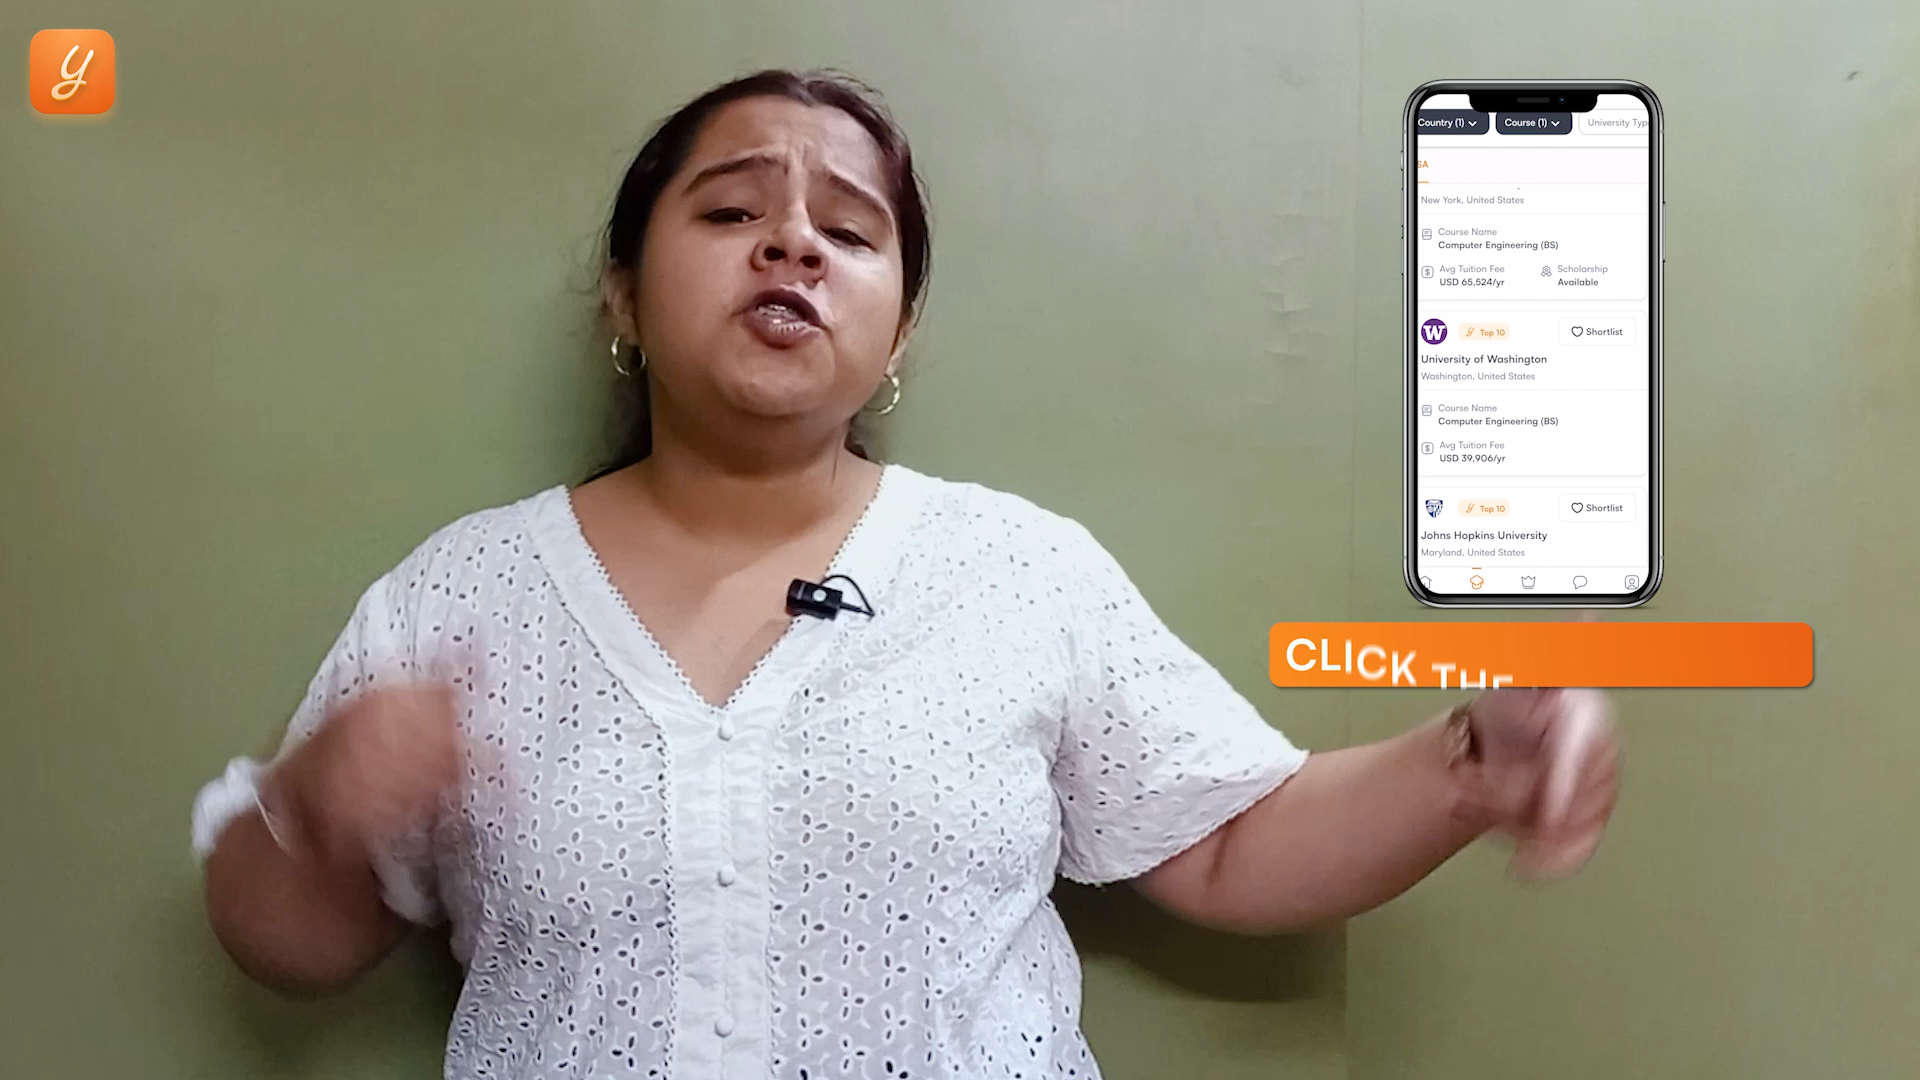 y
Country (1)
Course (1)
University Typ
SA
New York, United States
Course Name
Computer Engineering (BS)
Avg Tuition Fee
USD 65,524/yr
Scholarship
Available
W
Top 10
Shortlist
University of Washington
Washington, United States
Course Name
Computer Engineering (BS)
Avg Tuition Fee
USD 39,906/yr
Top 10
Shortlist
Johns Hopkins University
Maryland, United States
CLICK THE